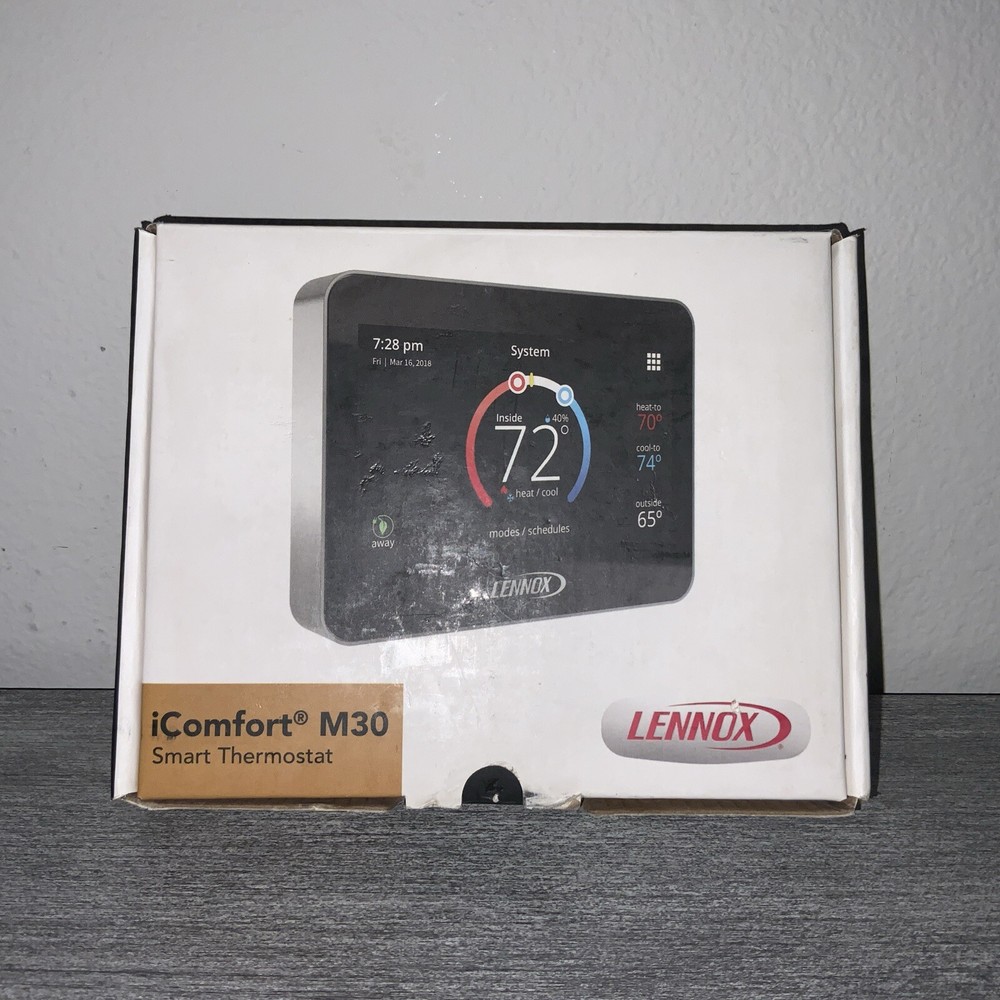 7:28 pm
Fri | Mar 16, 2018
System
Inside
40%
72°
heat / cool
heat-to
70°
cool-to
74°
outside
65°
away
modes / schedules
LENNOX
iComfort® M30
Smart Thermostat
LENNOX®